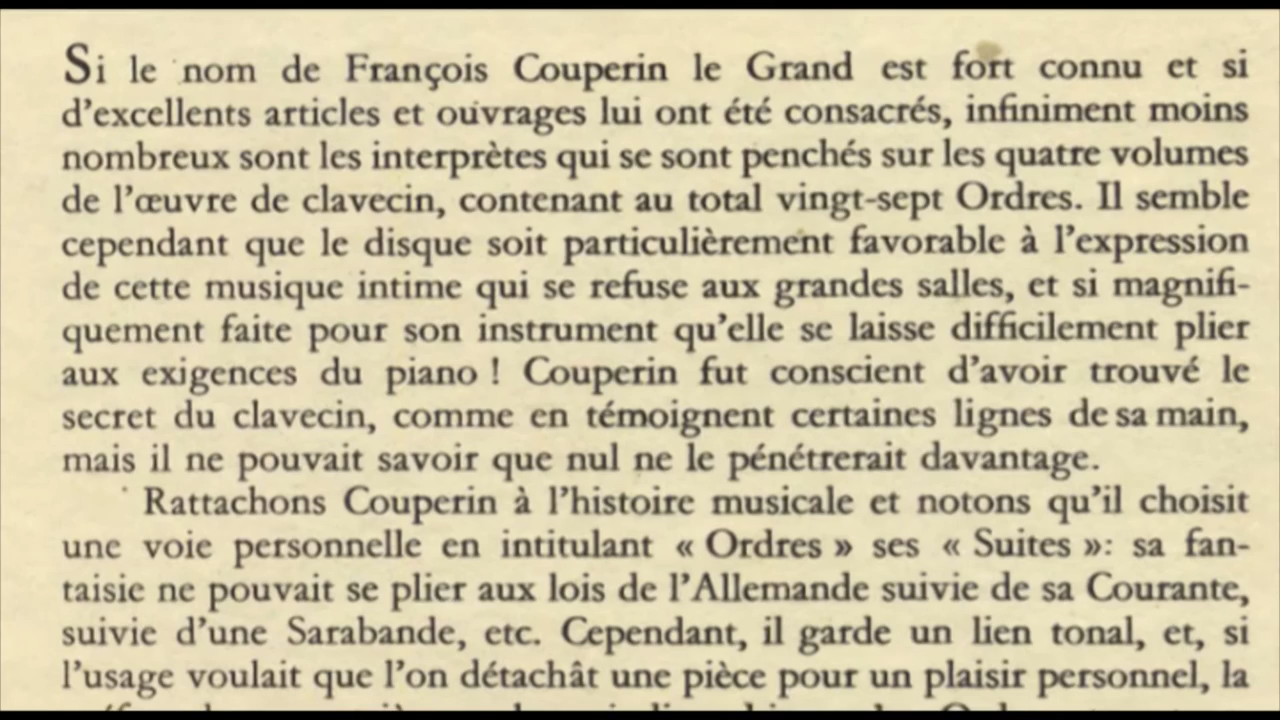 Si le nom de François Couperin le Grand est fort connu et si
d'excellents articles et ouvrages lui ont été consacrés, infiniment moins
nombreux sont les interprètes qui se sont penchés sur les quatre volumes
de l'œuvre de clavecin, contenant au total vingt-sept Ordres. Il semble
cependant que le disque soit particulièrement favorable à l'expression
de cette musique intime qui se refuse aux grandes salles, et si magnifi-
quement faite pour son instrument qu'elle se laisse difficilement plier
aux exigences du piano ! Couperin fut conscient d'avoir trouvé le
secret du clavecin, comme en témoignent certaines lignes de sa main,
mais il ne pouvait savoir que nul ne le pénétrerait davantage.
Rattachons Couperin à l'histoire musicale et notons qu'il choisit
une voie personnelle en intitulant « Ordres » ses « Suites »: sa fan-
taisie ne pouvait se plier aux lois de l'Allemande suivie de sa Courante,
suivie d'une Sarabande, etc. Cependant, il garde un lien tonal, et, si
l'usage voulait que l'on détachât une pièce pour un plaisir personnel, la